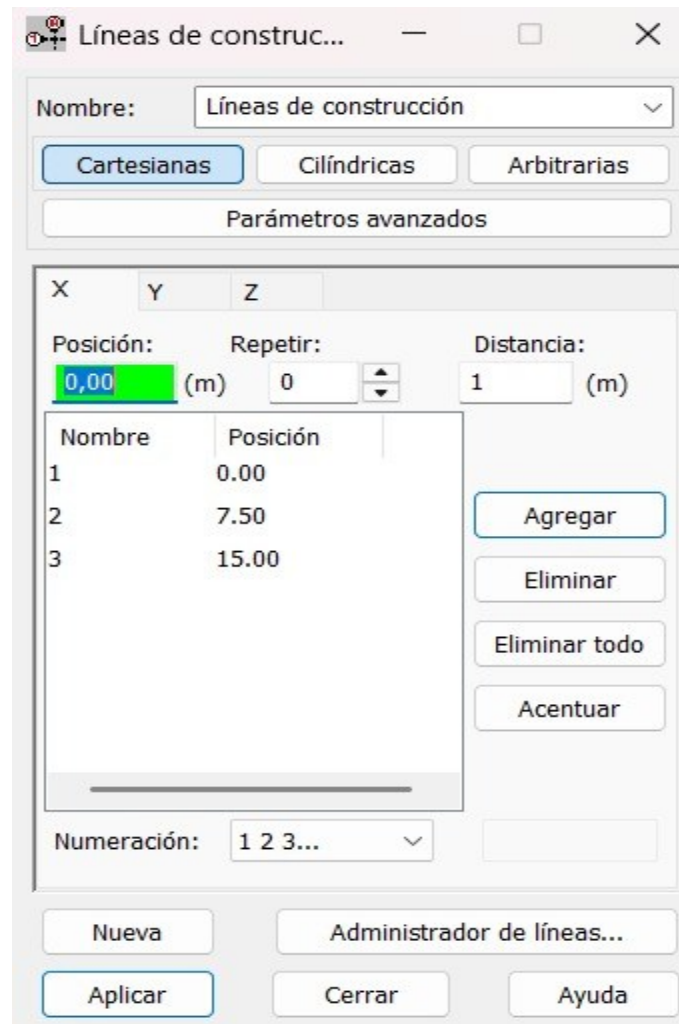 Líneas de construc...
Nombre: Líneas de construcción
Cartesianas Cilíndricas Arbitrarias
Parámetros avanzados
X Y Z
Posición: Repetir: Distancia:
0,00 (m) 0 1 (m)
Nombre Posición
1 0.00
2 7.50
3 15.00
Agregar
Eliminar
Eliminar todo
Acentuar
Numeración: 1 2 3...
Nueva Administrador de líneas...
Aplicar Cerrar Ayuda